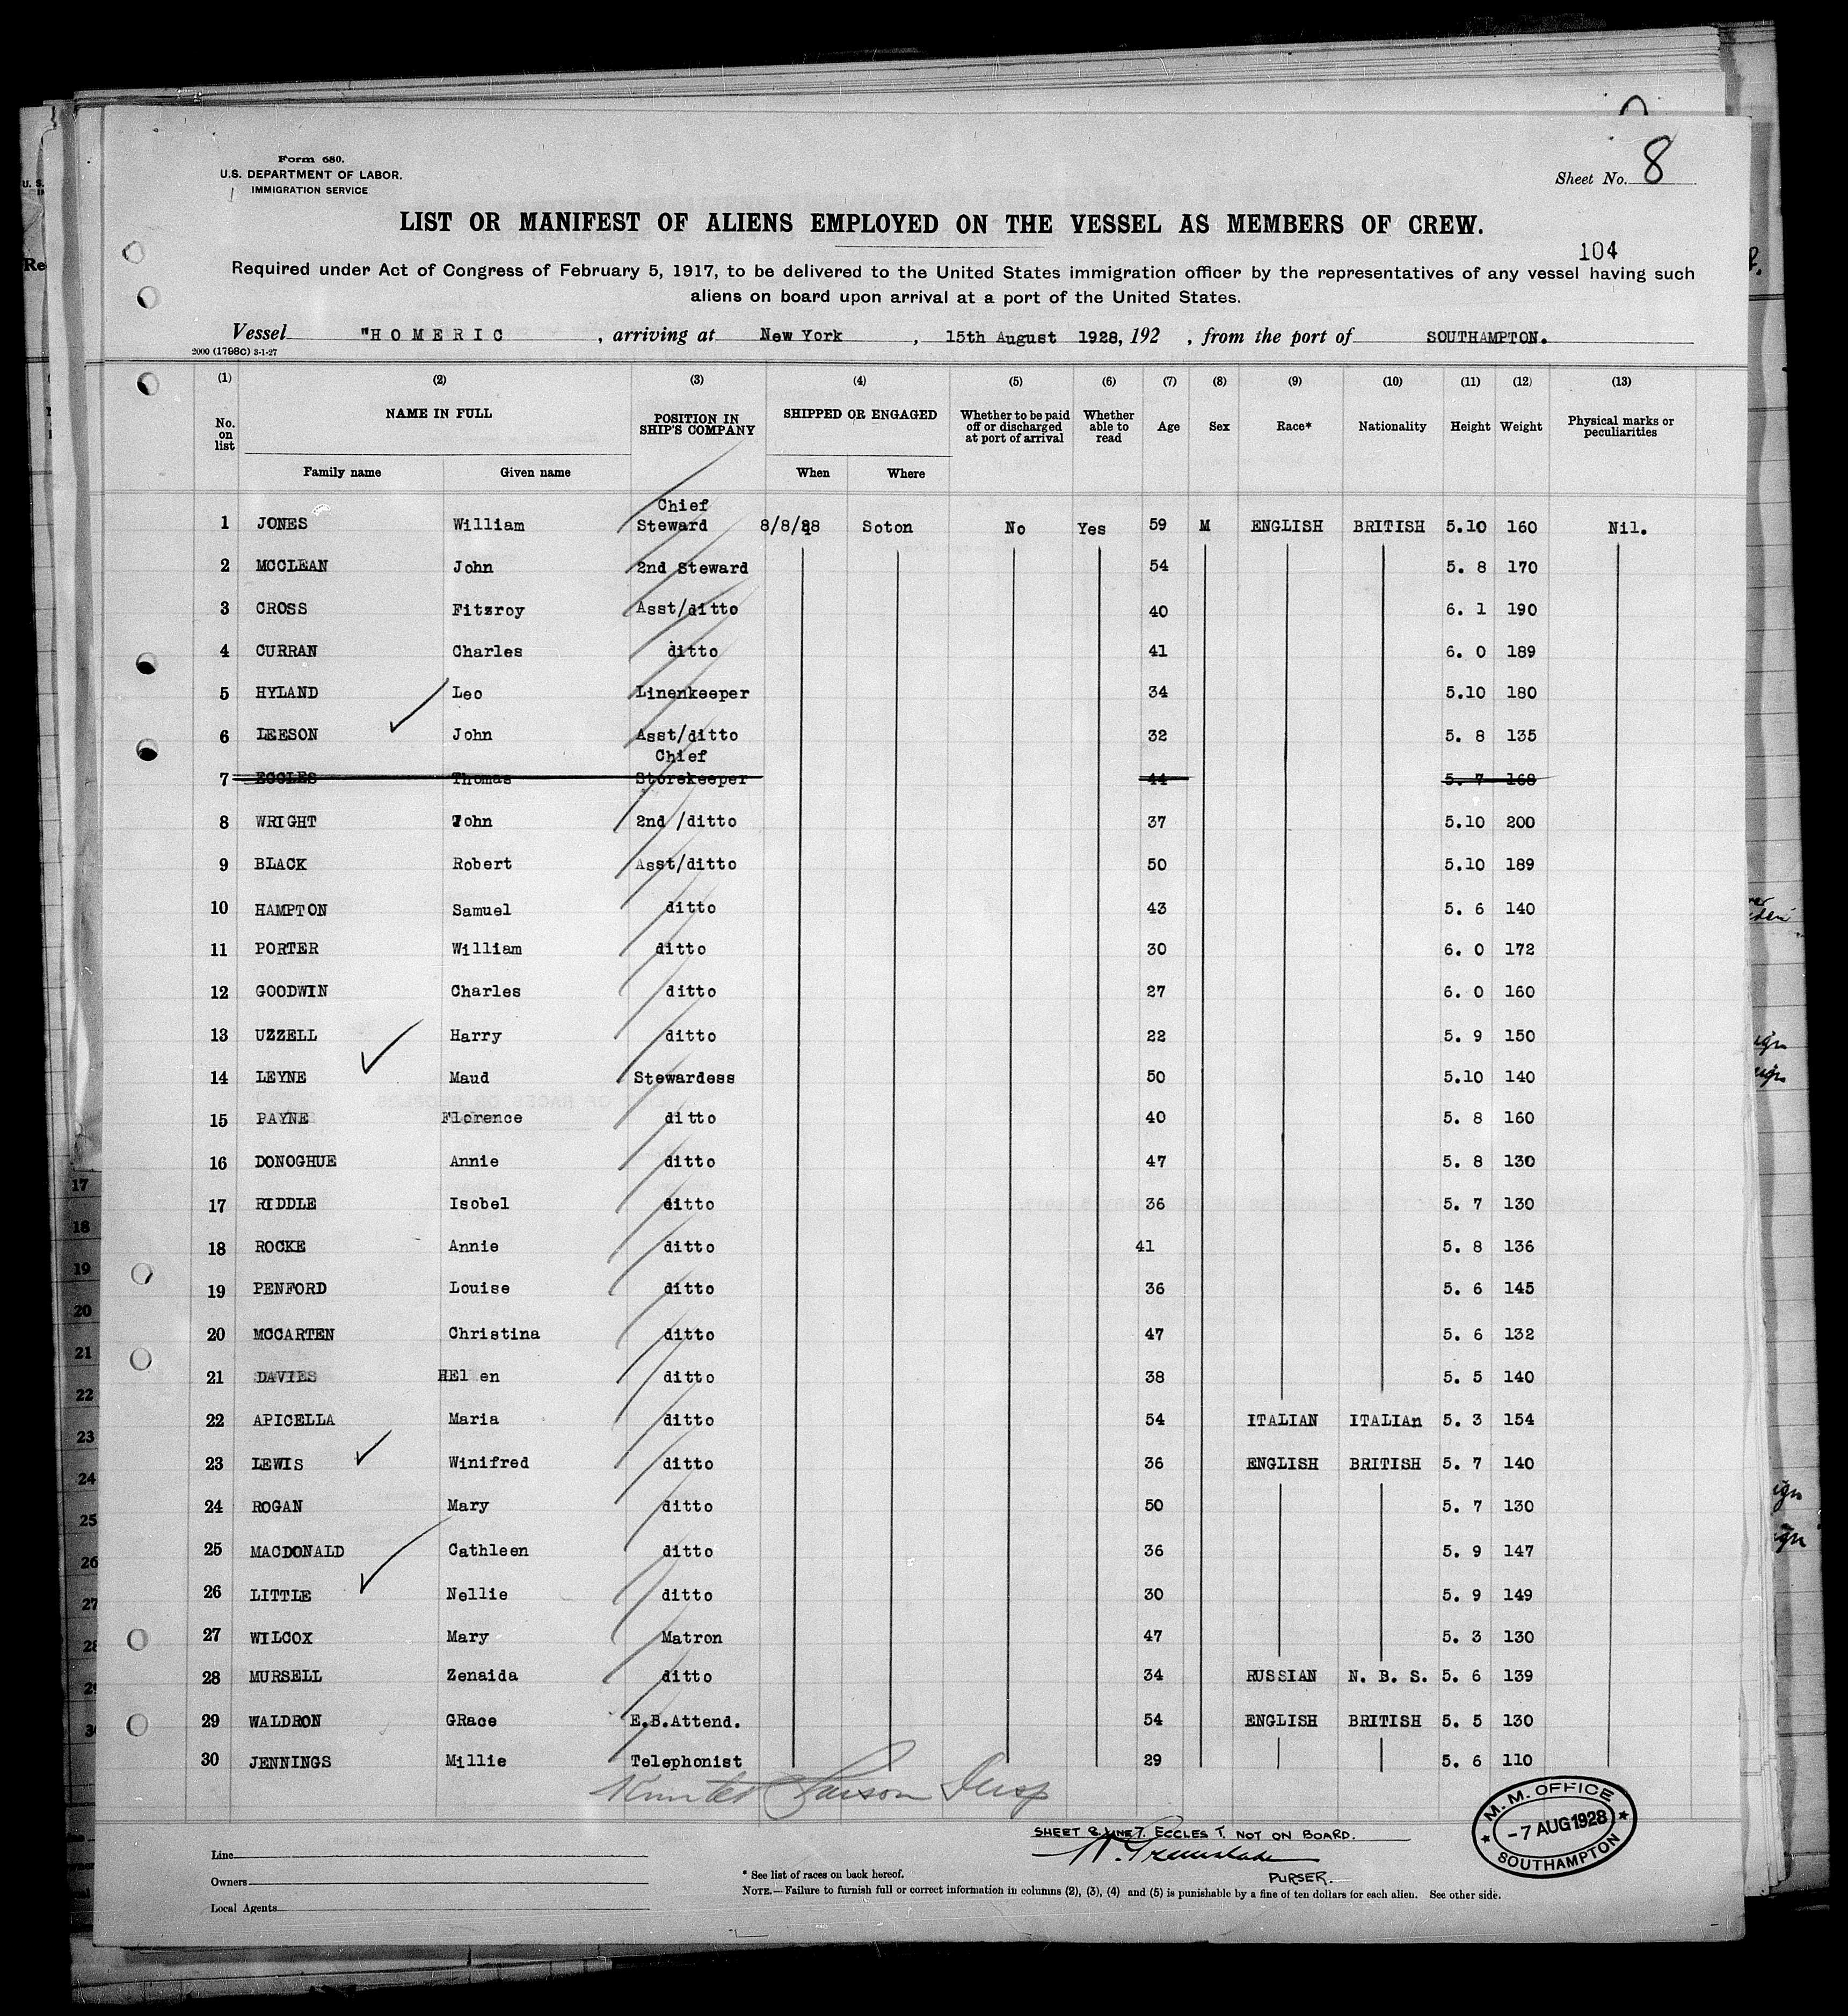 Form 680.
U.S. DEPARTMENT OF LABOR.
IMMIGRATION SERVICE
Sheet No. 8
LIST OR MANIFEST OF ALIENS EMPLOYED ON THE VESSEL AS MEMBERS OF CREW.
104
Required under Act of Congress of February 5, 1917, to be delivered to the United States immigration officer by the representatives of any vessel having such
aliens on board upon arrival at a port of the United States.
Vessel "HOMERIC , arriving at New York , 15th August 1928, 192 , from the port of SOUTHAMPTON.
2000 (1798C) 3-1-27
(1) (2) (3) (4) (5) (6) (7) (8) (9) (10) (11) (12) (13)
No. on list NAME IN FULL POSITION IN SHIP'S COMPANY SHIPPED OR ENGAGED Whether to be paid off or discharged at port of arrival Whether able to read Age Sex Race* Nationality Height Weight Physical marks or peculiarities
Family name Given name When Where
1 JONES William Chief Steward 8/8/28 Soton No Yes 59 M ENGLISH BRITISH 5.10 160 Nil.
2 MCCLEAN John 2nd Steward 54 5. 8 170
3 CROSS Fitzroy Asst/ditto 40 6. 1 190
4 CURRAN Charles ditto 41 6. 0 189
5 HYLAND Leo Linenkeeper 34 5.10 180
6 LEESON John Asst/ditto 32 5. 8 135
7 ECCLES Thomas Chief Storekeeper 44 5. 7 168
8 WRIGHT John 2nd /ditto 37 5.10 200
9 BLACK Robert Asst/ditto 50 5.10 189
10 HAMPTON Samuel ditto 43 5. 6 140
11 PORTER William ditto 30 6. 0 172
12 GOODWIN Charles ditto 27 6. 0 160
13 UZZELL Harry ditto 22 5. 9 150
14 LEYNE Maud Stewardess 50 5.10 140
15 PAYNE Florence ditto 40 5. 8 160
16 DONOGHUE Annie ditto 47 5. 8 130
17 RIDDLE Isobel ditto 36 5. 7 130
18 ROCKE Annie ditto 41 5. 8 136
19 PENFORD Louise ditto 36 5. 6 145
20 MCCARTEN Christina ditto 47 5. 6 132
21 DAVIES HElen ditto 38 5. 5 140
22 APICELLA Maria ditto 54 ITALIAN ITALIAn 5. 3 154
23 LEWIS Winifred ditto 36 ENGLISH BRITISH 5. 7 140
24 ROGAN Mary ditto 50 5. 7 130
25 MACDONALD Cathleen ditto 36 5. 9 147
26 LITTLE Nellie ditto 30 5. 9 149
27 WILCOX Mary Matron 47 5. 3 130
28 MURSELL Zenaida ditto 34 RUSSIAN N. B. S. 5. 6 139
29 WALDRON GRace E.B.Attend. 54 ENGLISH BRITISH 5. 5 130
30 JENNINGS Millie Telephonist 29 5. 6 110
SHEET 8. LINE 7. ECCLES T. NOT ON BOARD.
PURSER.
M. M. OFFICE
-7 AUG 1928
SOUTHAMPTON
Line
Owners
Local Agents
* See list of races on back hereof.
NOTE.—Failure to furnish full or correct information in columns (2), (3), (4) and (5) is punishable by a fine of ten dollars for each alien. See other side.